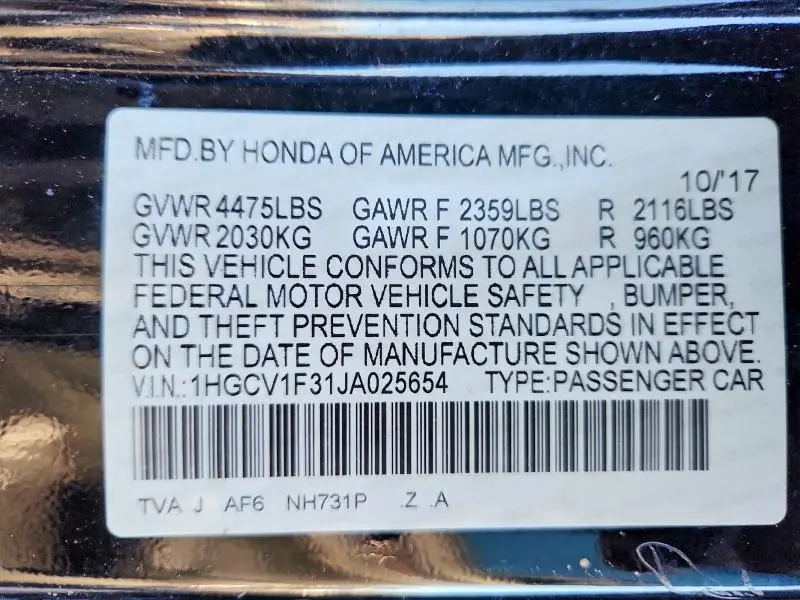 MFD.BY HONDA OF AMERICA MFG.,INC.
10/'17
GVWR 4475LBS GAWR F 2359LBS R 2116LBS
GVWR 2030KG GAWR F 1070KG R 960KG
THIS VEHICLE CONFORMS TO ALL APPLICABLE
FEDERAL MOTOR VEHICLE SAFETY , BUMPER,
AND THEFT PREVENTION STANDARDS IN EFFECT
ON THE DATE OF MANUFACTURE SHOWN ABOVE.
V.I.N.:1HGCV1F31JA025654 TYPE:PASSENGER CAR
TVA J AF6 NH731P .Z .A